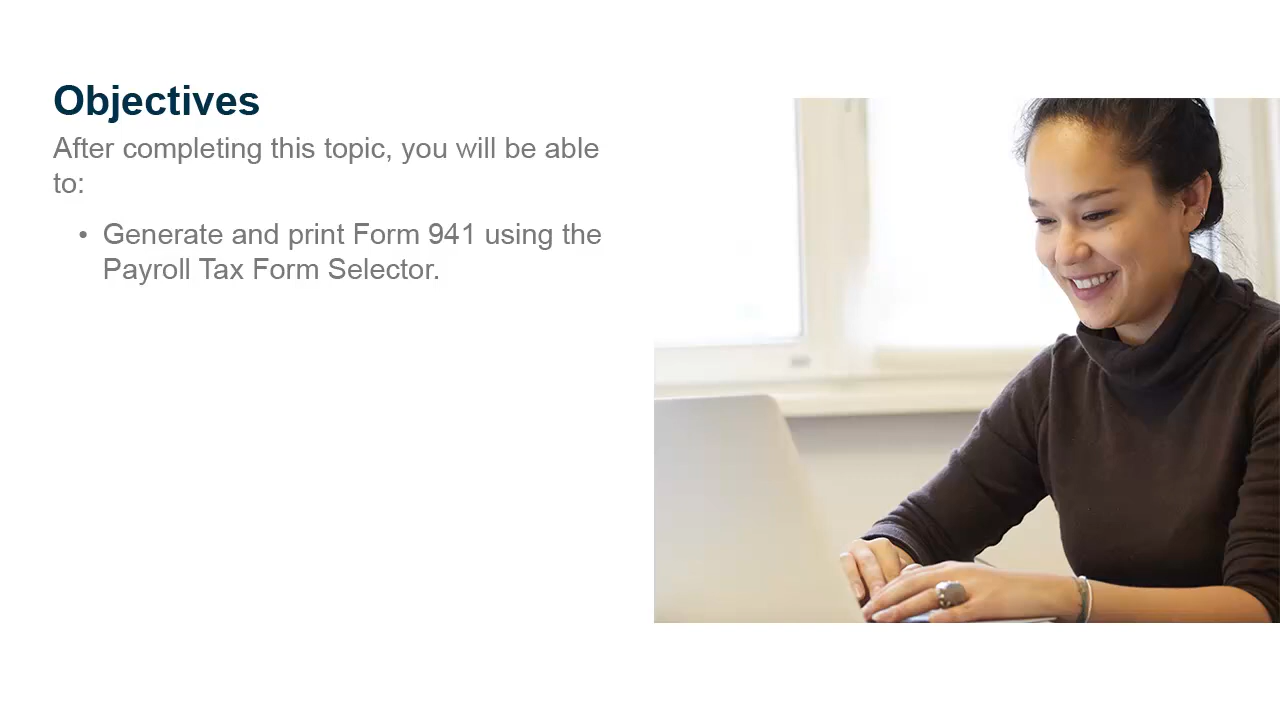 Objectives
After completing this topic, you will be able
to:
• Generate and print Form 941 using the
Payroll Tax Form Selector.